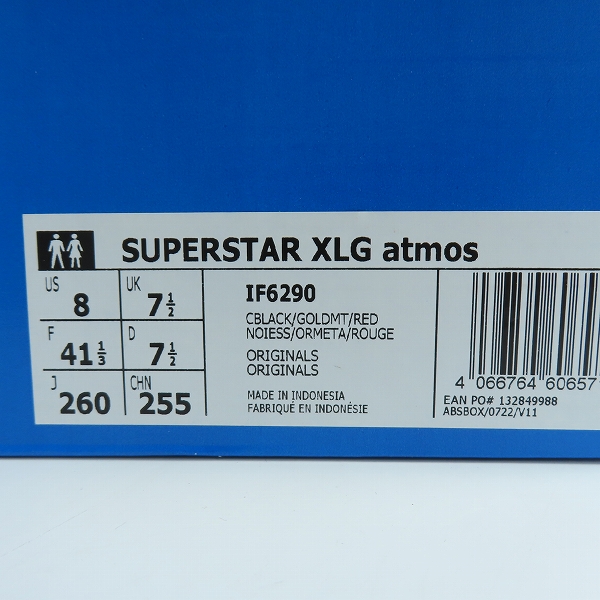 SUPERSTAR XLG atmos
US 8 UK 7 1/2
F 41 1/3 D 7 1/2
J 260 CHN 255
IF6290
CBLACK/GOLDMT/RED
NOIESS/ORMETA/ROUGE
ORIGINALS
ORIGINALS
MADE IN INDONESIA
FABRIQUÉ EN INDONÉSIE
4 066764 60657
EAN PO# 132849988
ABSBOX/0722/V11